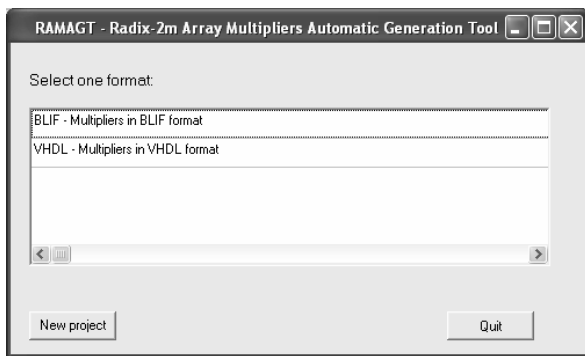 RAMAGT - Radix-2m Array Multipliers Automatic Generation Tool
Select one format:
BLIF - Multipliers in BLIF format
VHDL - Multipliers in VHDL format
New project
Quit